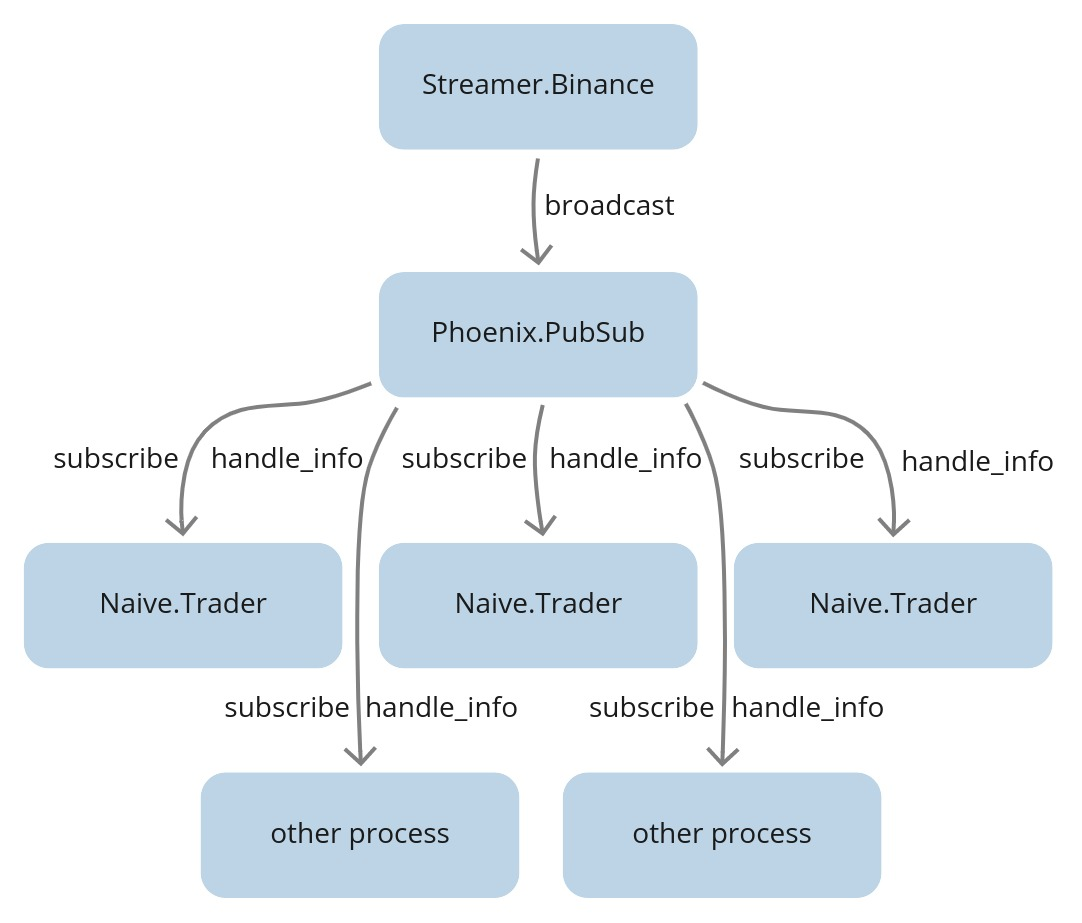 Streamer.Binance
broadcast
Phoenix.PubSub
subscribe handle_info subscribe handle_info subscribe handle_info
Naive.Trader Naive.Trader Naive.Trader
subscribe handle_info subscribe handle_info
other process other process